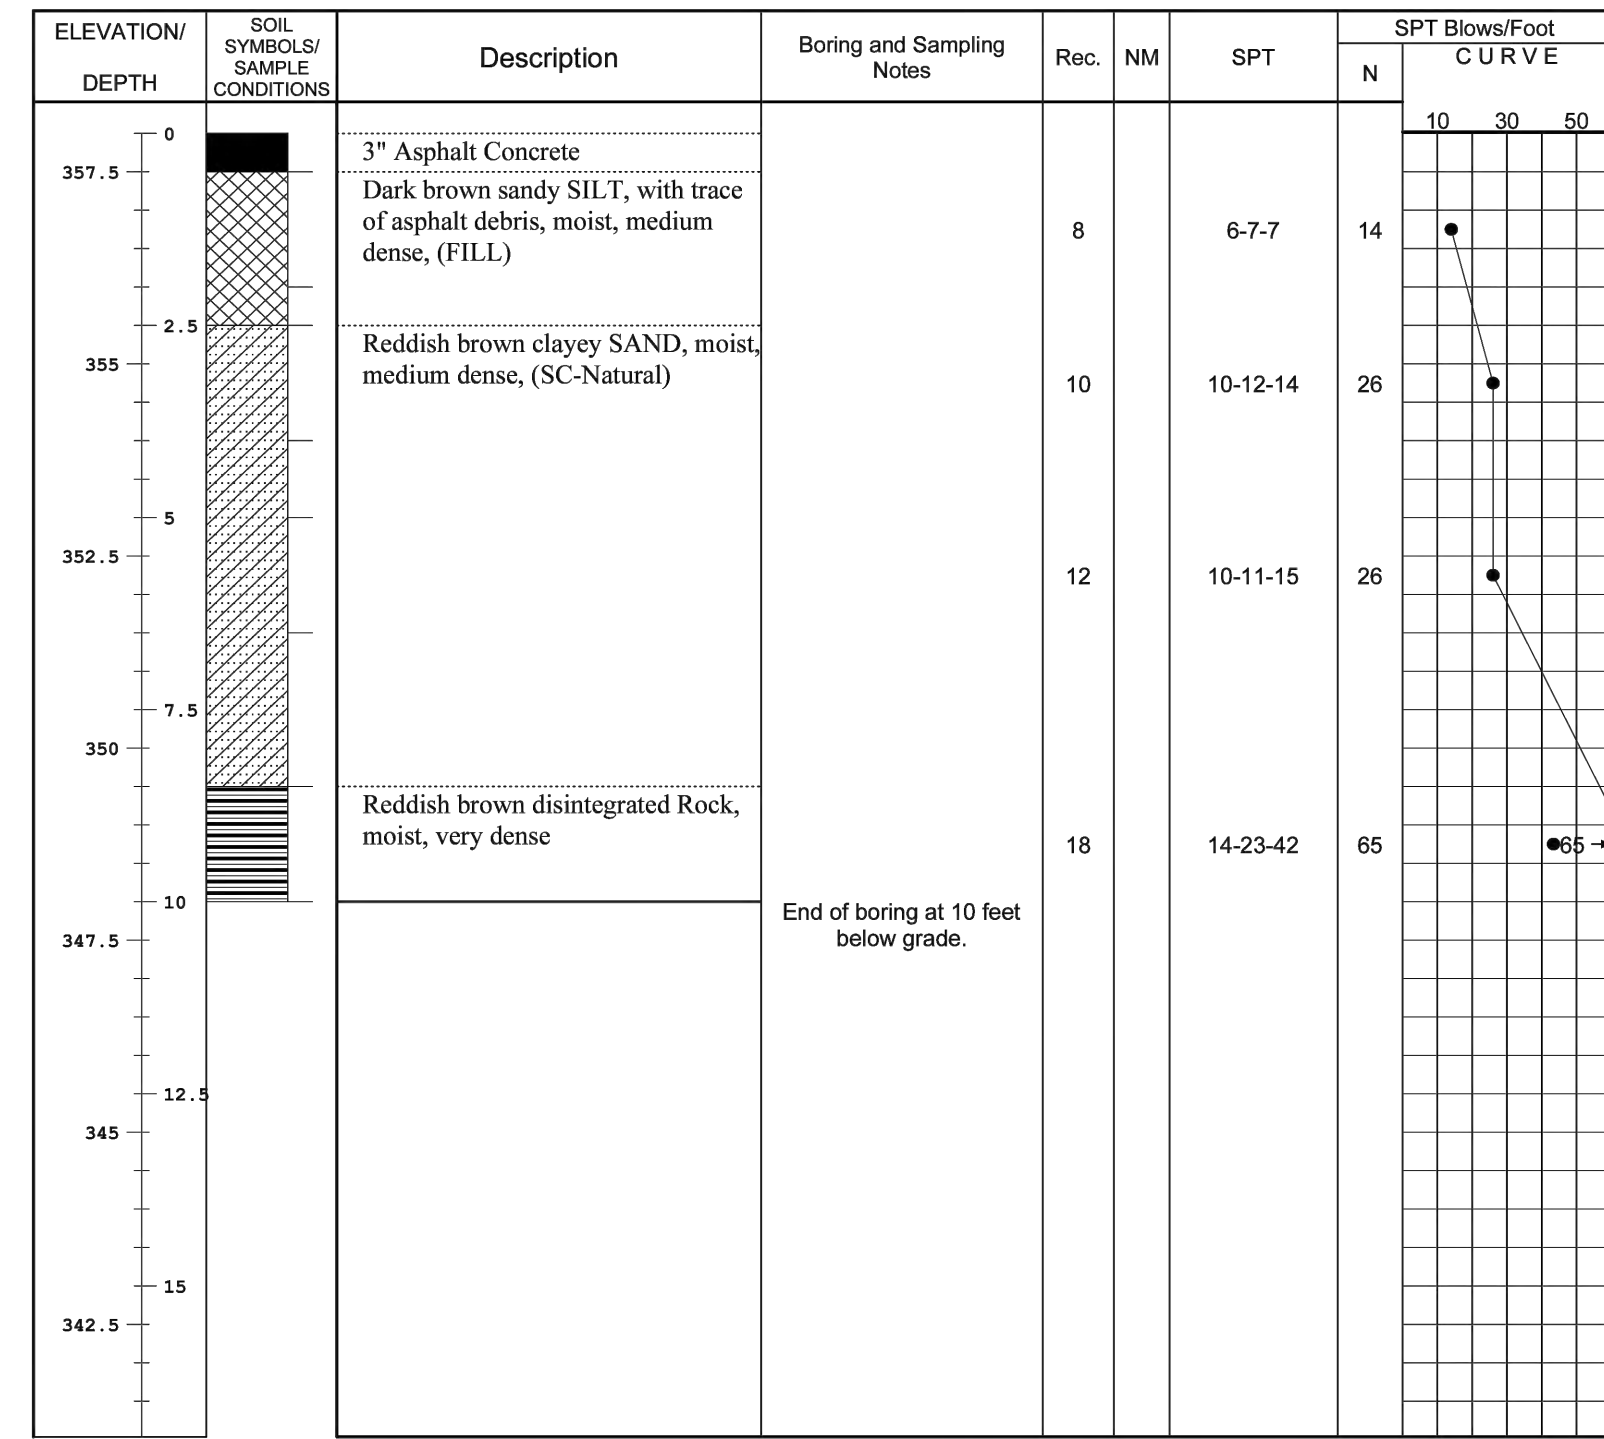 ELEVATION/
DEPTH
SOIL
SYMBOLS/
SAMPLE
CONDITIONS
Description
Boring and Sampling
Notes
Rec.
NM
SPT
SPT Blows/Foot
N
CURVE
10 30 50
0
3" Asphalt Concrete
357.5
Dark brown sandy SILT, with trace
of asphalt debris, moist, medium
dense, (FILL)
8 6-7-7 14
2.5
Reddish brown clayey SAND, moist,
medium dense, (SC-Natural)
355
10 10-12-14 26
5
352.5
12 10-11-15 26
7.5
350
Reddish brown disintegrated Rock,
moist, very dense
18 14-23-42 65 65
10
End of boring at 10 feet
below grade.
347.5
12.5
345
15
342.5